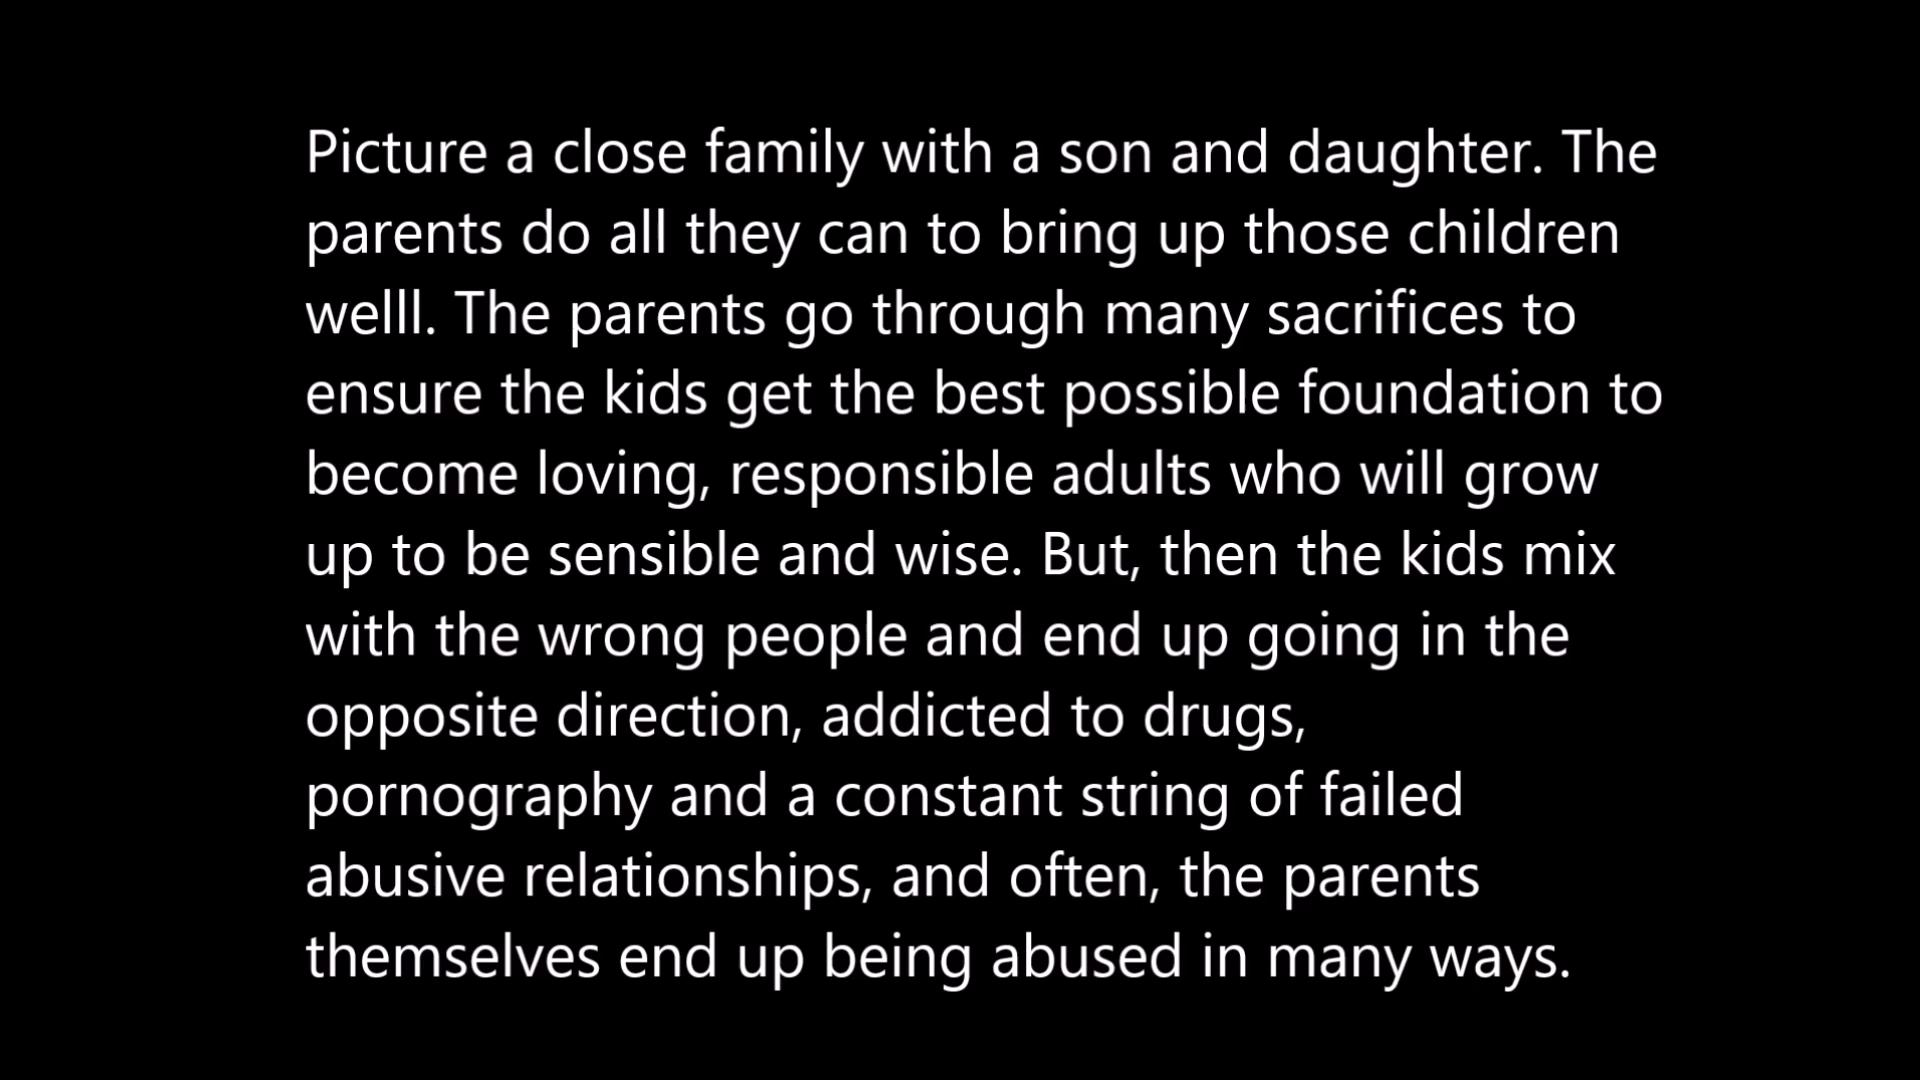 Picture a close family with a son and daughter. The
parents do all they can to bring up those children
welll. The parents go through many sacrifices to
ensure the kids get the best possible foundation to
become loving, responsible adults who will grow
up to be sensible and wise. But, then the kids mix
with the wrong people and end up going in the
opposite direction, addicted to drugs,
pornography and a constant string of failed
abusive relationships, and often, the parents
themselves end up being abused in many ways.